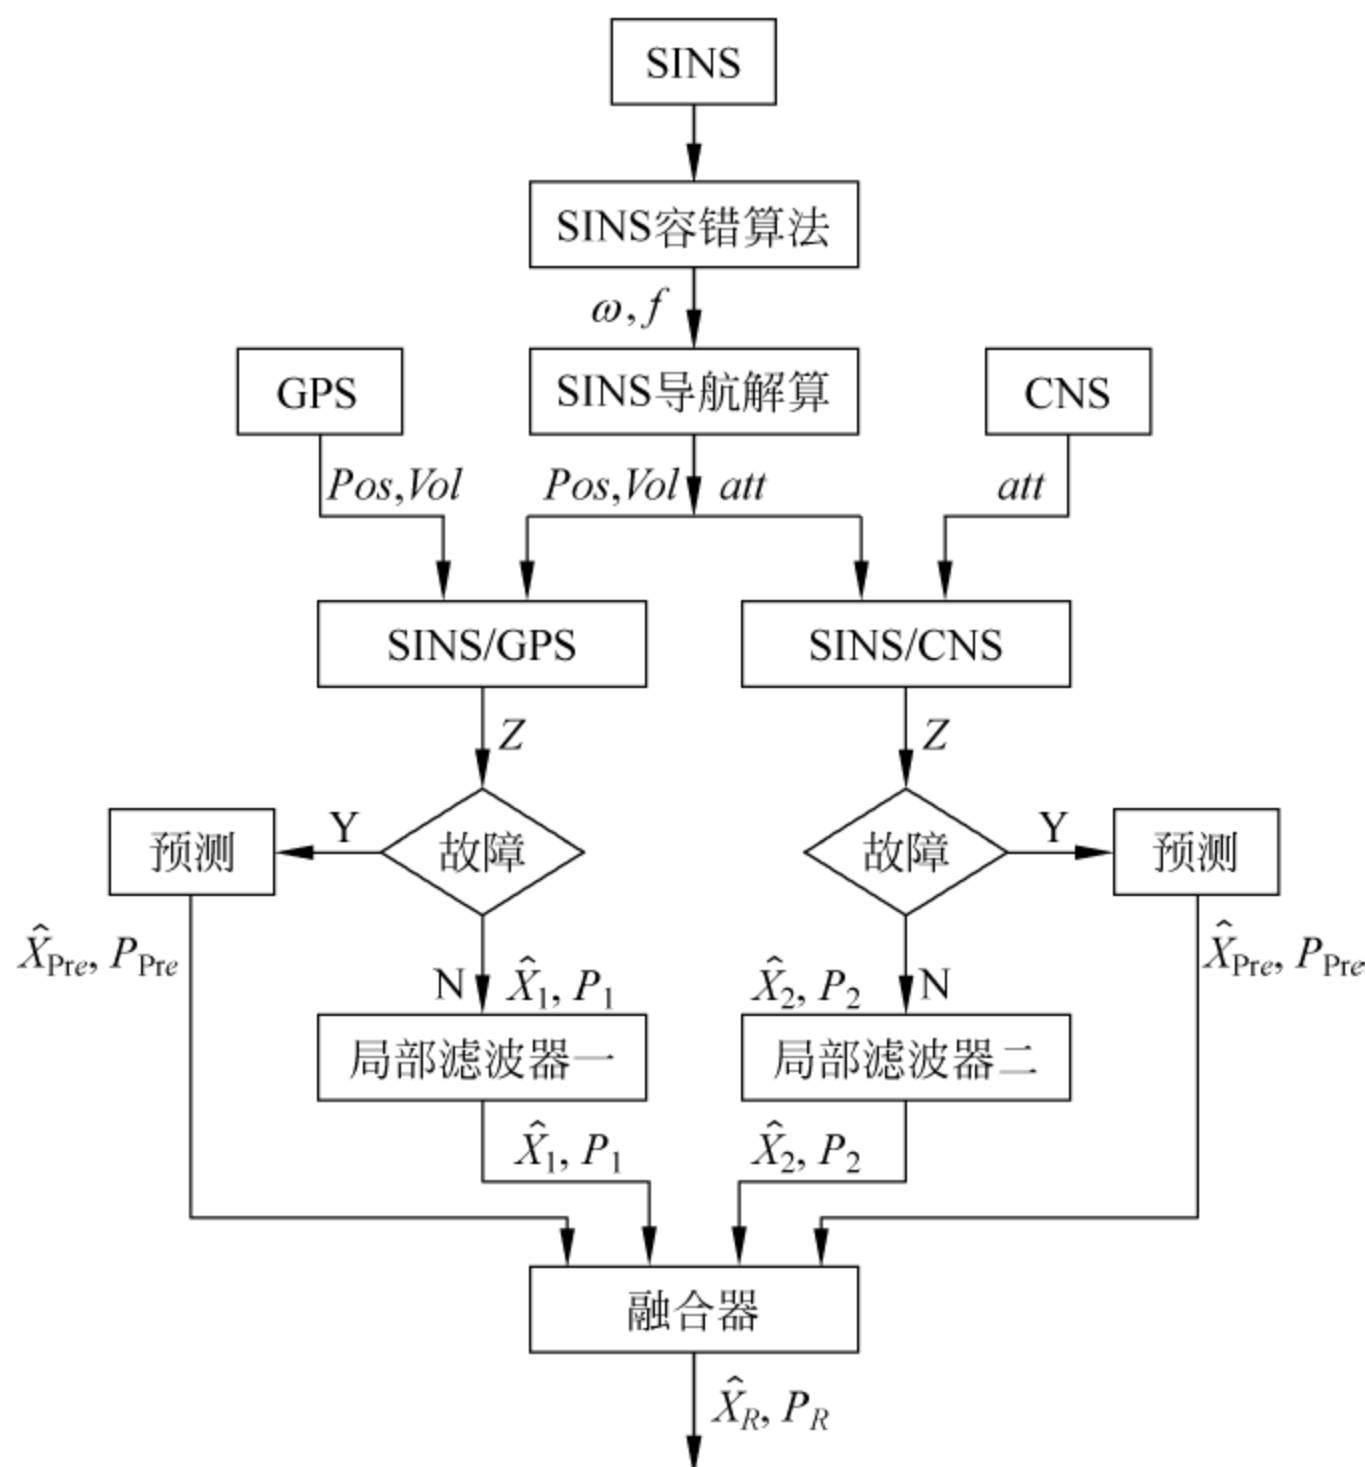 SINS
SINS容错算法
ω, f
GPS
SINS导航解算
CNS
Pos,Vol
Pos,Vol
att
att
SINS/GPS
SINS/CNS
Z
Z
预测
Y
故障
故障
Y
预测
X̂Pre, PPre
X̂Pre, PPre
N
X̂1, P1
X̂2, P2
N
局部滤波器一
局部滤波器二
X̂1, P1
X̂2, P2
融合器
X̂R, PR